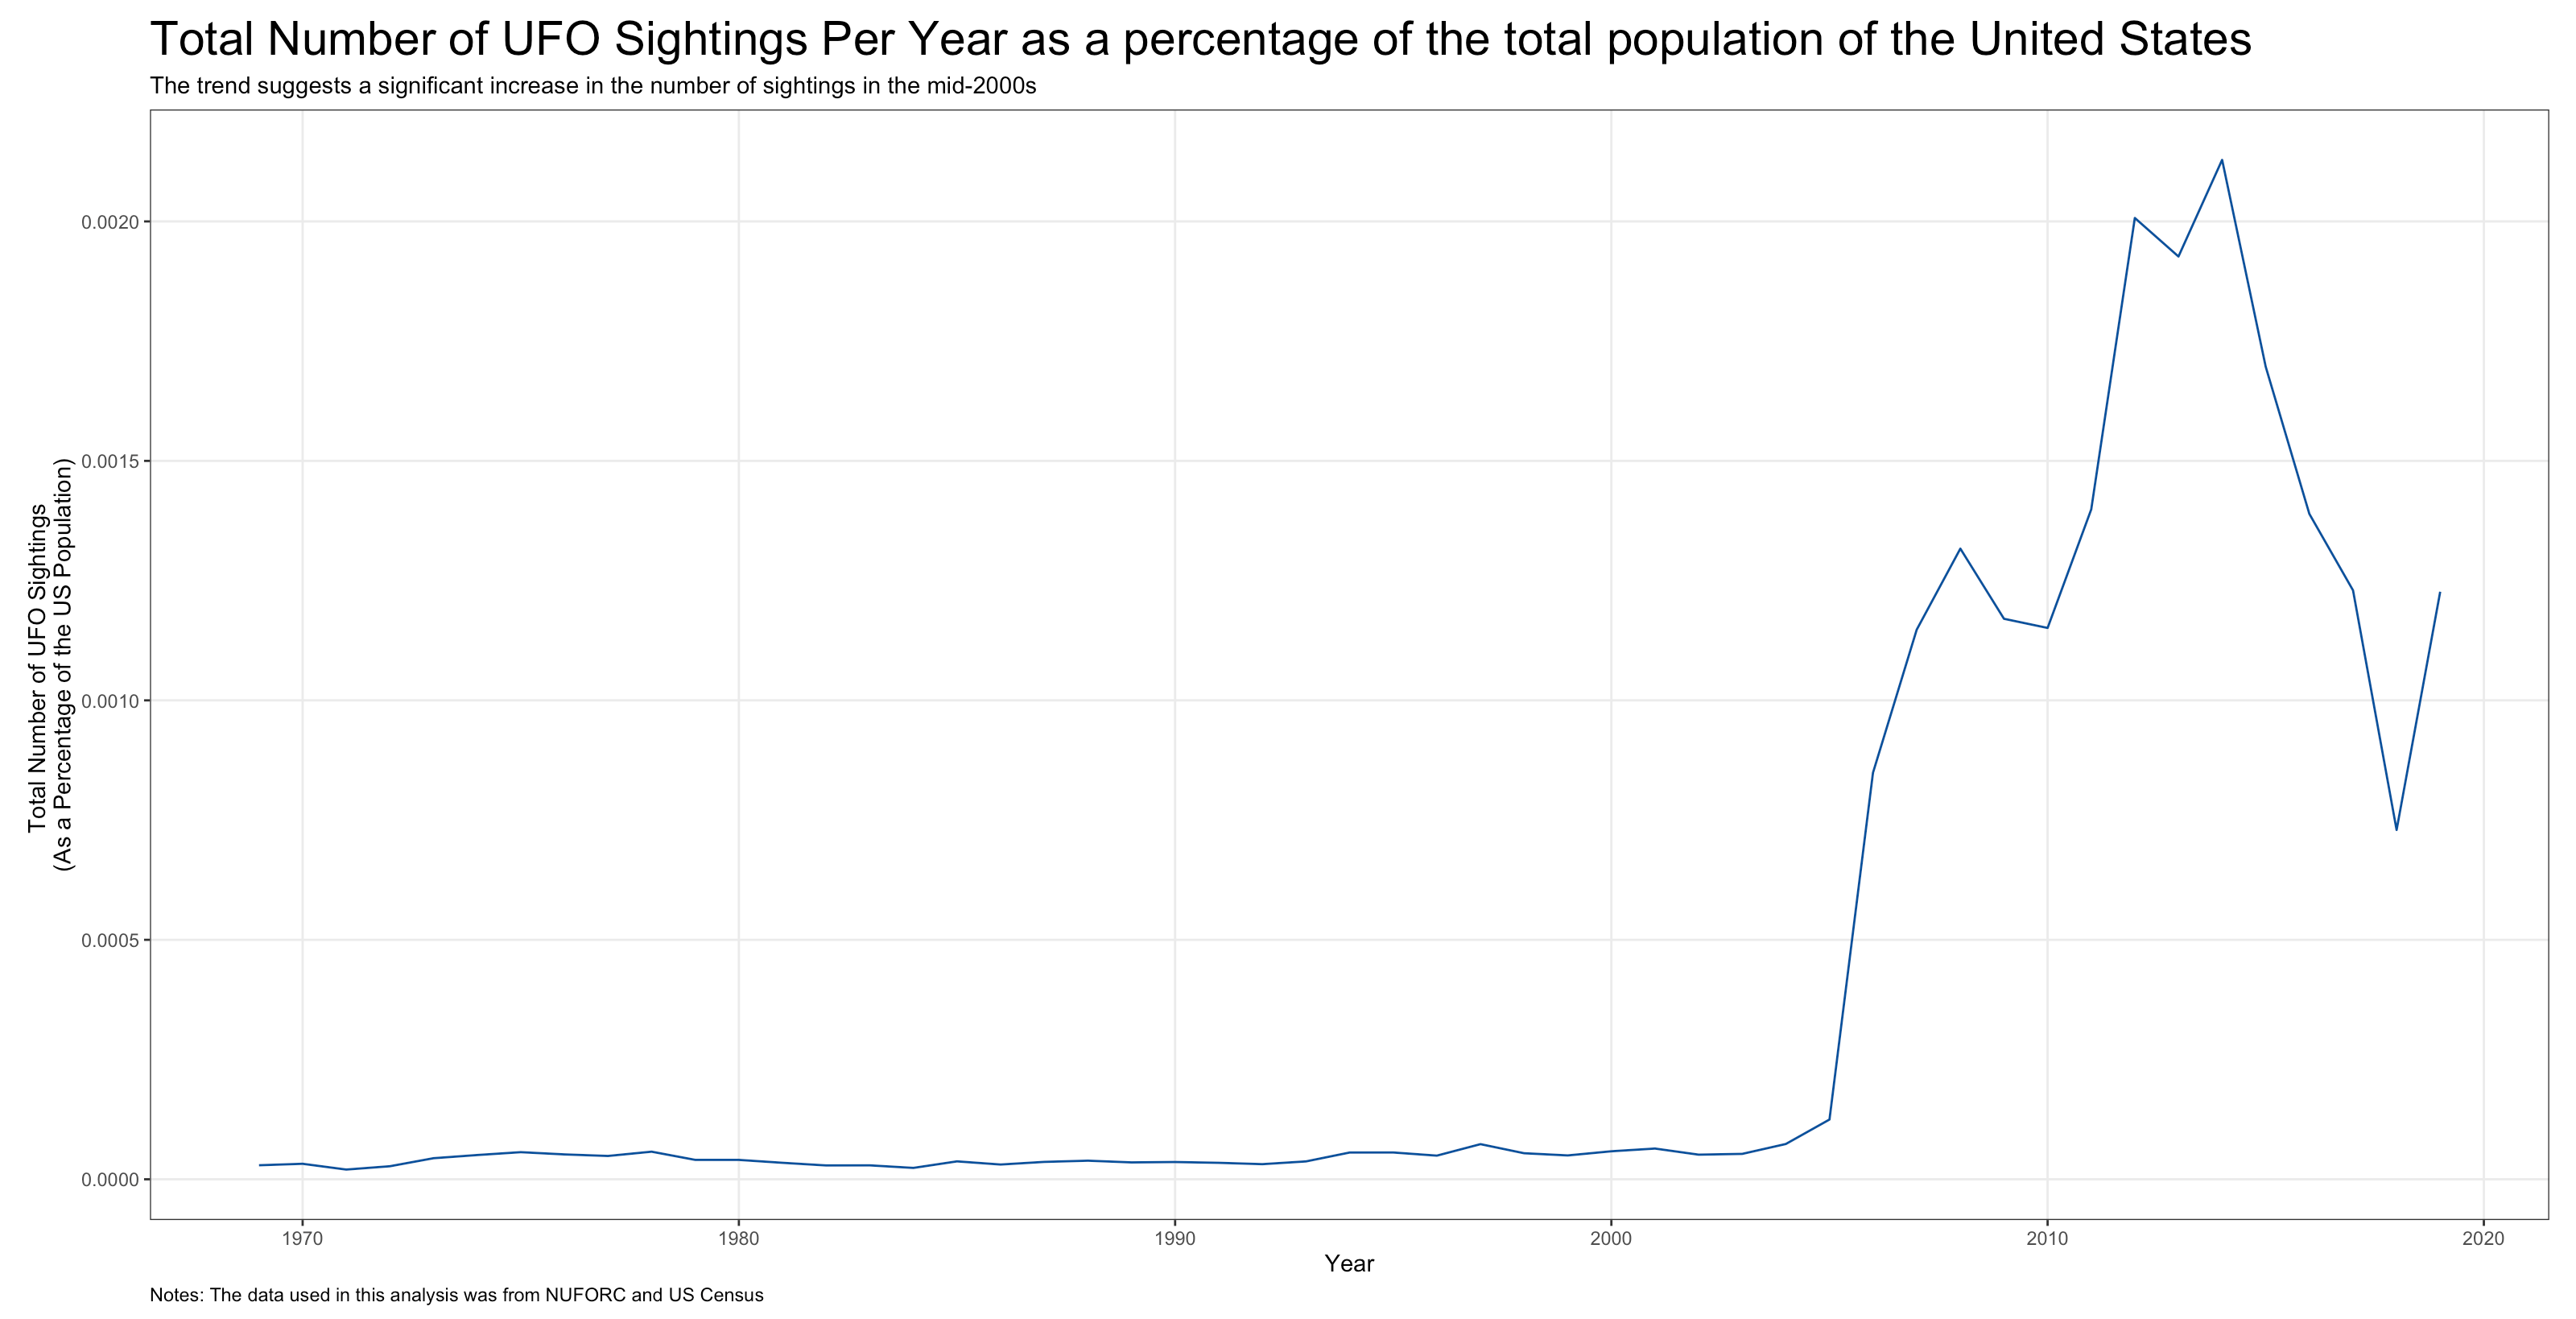 Total Number of UFO Sightings Per Year as a percentage of the total population of the United States
The trend suggests a significant increase in the number of sightings in the mid-2000s
Total Number of UFO Sightings
(As a Percentage of the US Population)
0.0020
0.0015
0.0010
0.0005
0.0000
1970
1980
1990
2000
2010
2020
Year
Notes: The data used in this analysis was from NUFORC and US Census